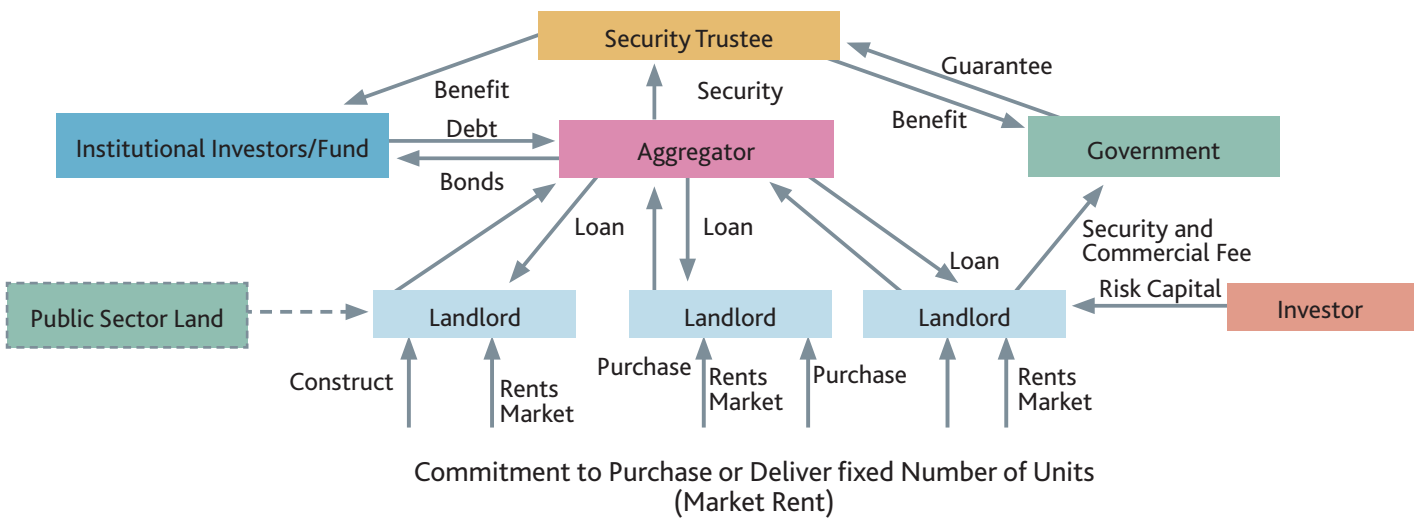 Security Trustee
Guarantee
Benefit
Security
Benefit
Institutional Investors/Fund
Debt
Aggregator
Government
Bonds
Loan
Loan
Loan
Security and
Commercial Fee
Public Sector Land
Landlord
Landlord
Landlord
Risk Capital
Investor
Construct
Rents
Market
Purchase
Rents
Market
Purchase
Rents
Market
Commitment to Purchase or Deliver fixed Number of Units
(Market Rent)